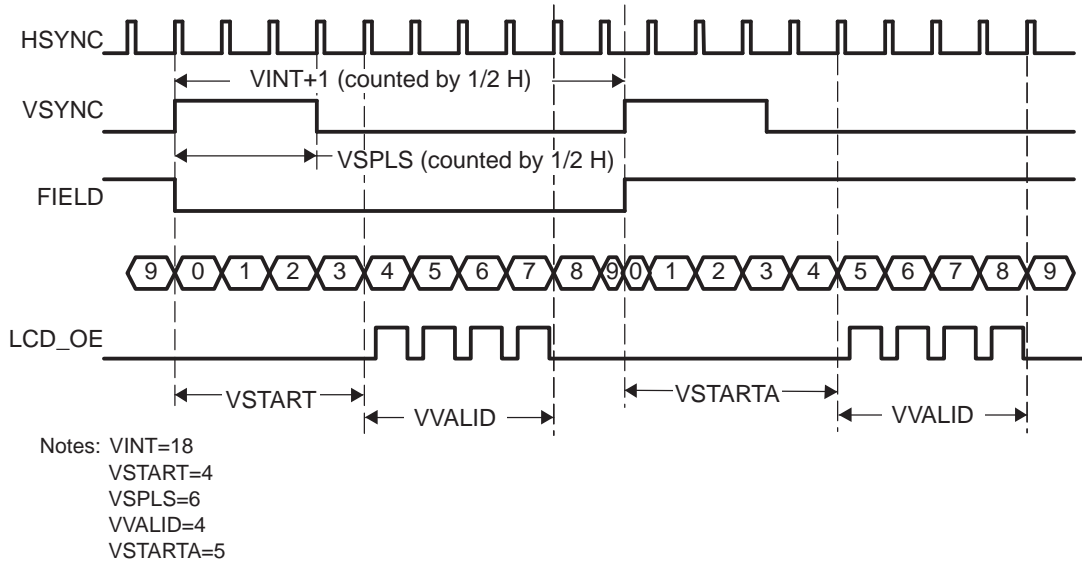 HSYNC
VINT+1 (counted by 1/2 H)
VSYNC
VSPLS (counted by 1/2 H)
FIELD
9 0 1 2 3 4 5 6 7 8 9 0 1 2 3 4 5 6 7 8 9
LCD_OE
VSTART VSTARTA
VVALID VVALID
Notes: VINT=18
VSTART=4
VSPLS=6
VVALID=4
VSTARTA=5